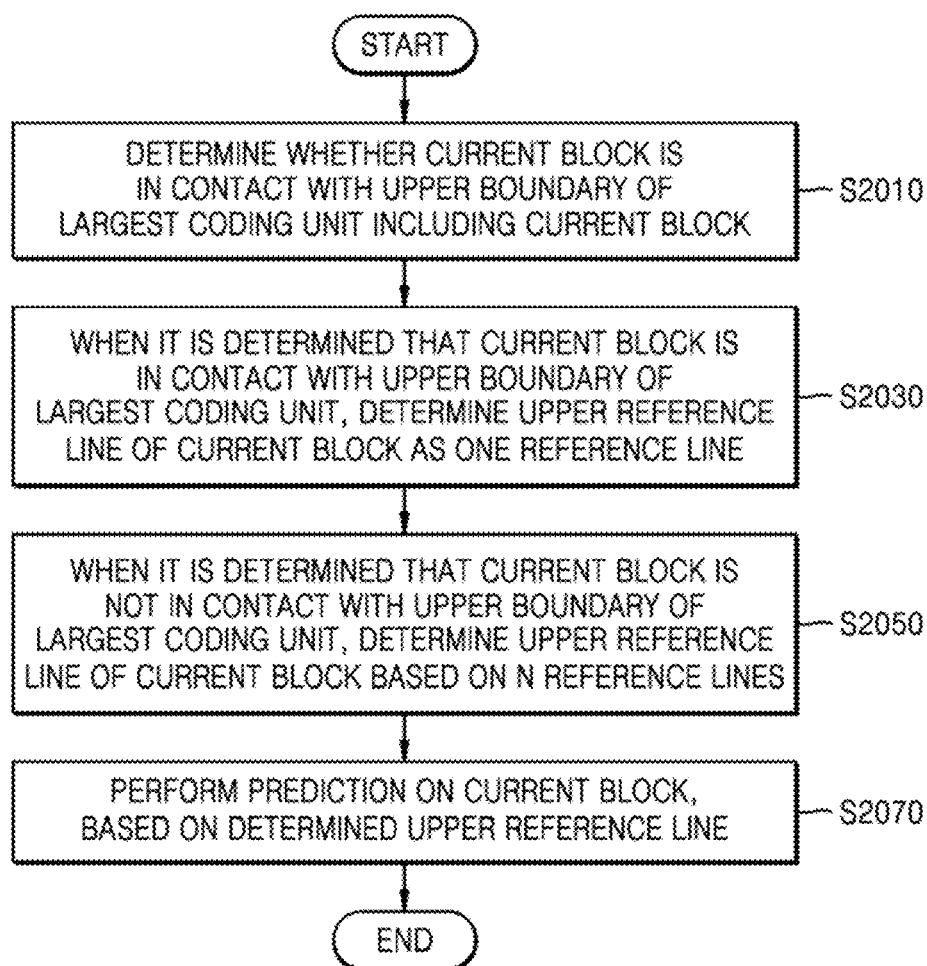 START
DETERMINE WHETHER CURRENT BLOCK IS
IN CONTACT WITH UPPER BOUNDARY OF
LARGEST CODING UNIT INCLUDING CURRENT BLOCK
S2010
WHEN IT IS DETERMINED THAT CURRENT BLOCK IS
IN CONTACT WITH UPPER BOUNDARY OF
LARGEST CODING UNIT, DETERMINE UPPER REFERENCE
LINE OF CURRENT BLOCK AS ONE REFERENCE LINE
S2030
WHEN IT IS DETERMINED THAT CURRENT BLOCK IS
NOT IN CONTACT WITH UPPER BOUNDARY OF
LARGEST CODING UNIT, DETERMINE UPPER REFERENCE
LINE OF CURRENT BLOCK BASED ON N REFERENCE LINES
S2050
PERFORM PREDICTION ON CURRENT BLOCK,
BASED ON DETERMINED UPPER REFERENCE LINE
S2070
END